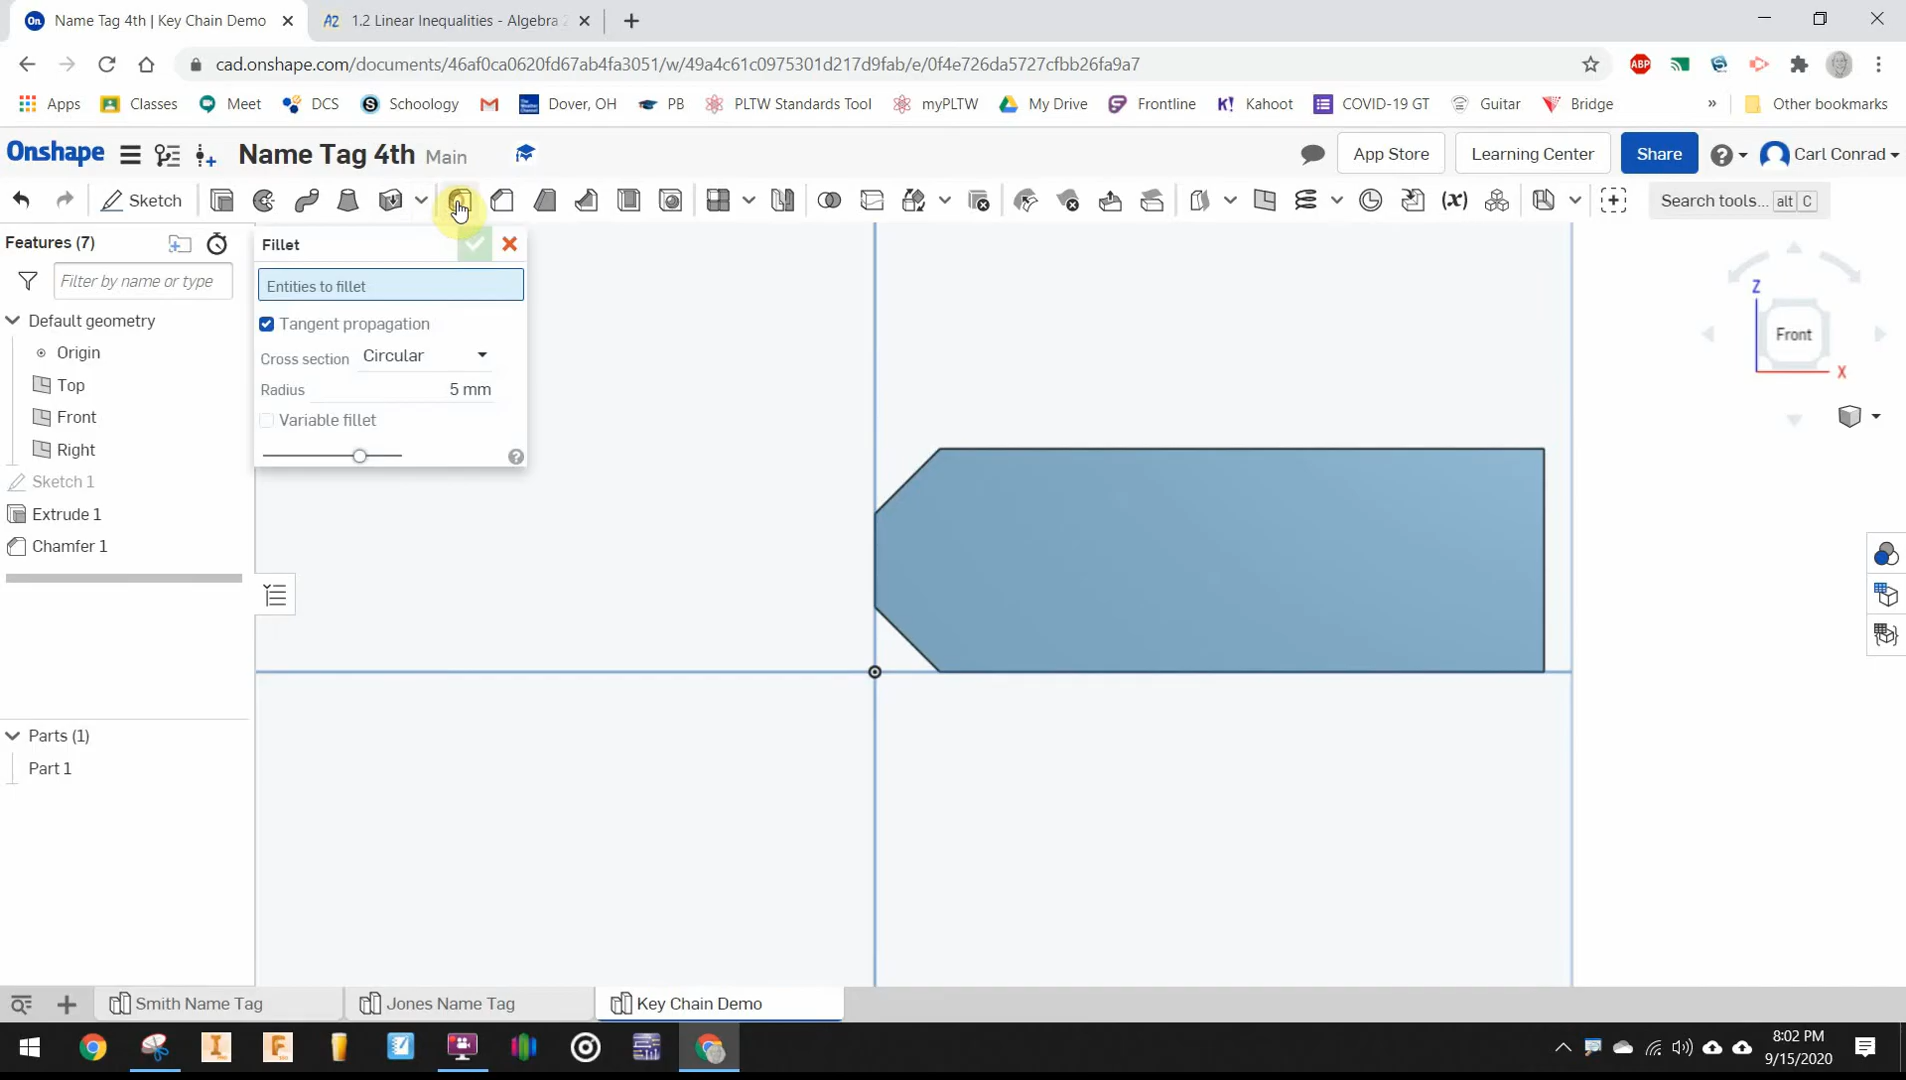 Name Tag 4th | Key Chain Demo
A2 1.2 Linear Inequalities - Algebra 2
cad.onshape.com/documents/46af0ca0620fd67ab4fa3051/w/49a4c61c0975301d217d9fab/e/0f4e726da5727cfbb26fa9a7
ABP
Apps Classes Meet DCS Schoology Dover, OH PB PLTW Standards Tool myPLTW My Drive Frontline Kahoot COVID-19 GT Guitar Bridge » Other bookmarks
Onshape Name Tag 4th Main App Store Learning Center Share Carl Conrad
Sketch (x) Search tools... alt C
Features (7)
Filter by name or type
Default geometry
Origin
Top
Front
Right
Sketch 1
Extrude 1
Chamfer 1
Parts (1)
Part 1
Fillet
Entities to fillet
Tangent propagation
Cross section Circular
Radius 5 mm
Variable fillet
Z
Front
X
Smith Name Tag Jones Name Tag Key Chain Demo
8:02 PM
9/15/2020